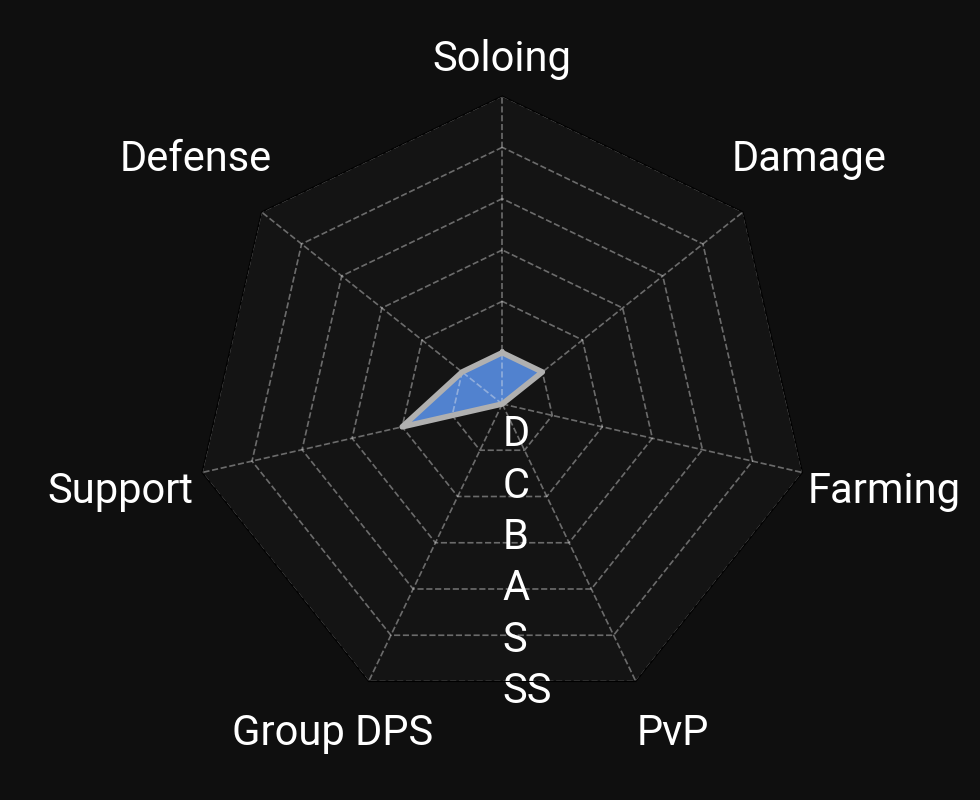 Soloing
Defense
Damage
D
C
Support
Farming
B
A
S
SS
Group DPS
PvP